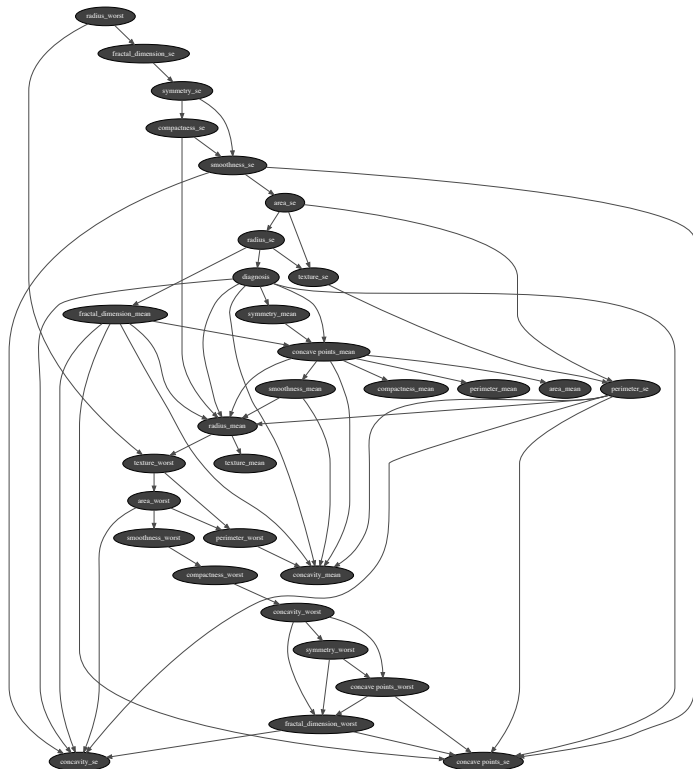 radius_worst
fractal_dimension_se
symmetry_se
compactness_se
smoothness_se
area_se
radius_se
diagnosis
texture_se
fractal_dimension_mean
symmetry_mean
concave points_mean
smoothness_mean
compactness_mean
perimeter_mean
area_mean
perimeter_se
radius_mean
texture_worst
texture_mean
area_worst
smoothness_worst
perimeter_worst
compactness_worst
concavity_mean
concavity_worst
symmetry_worst
concave points_worst
fractal_dimension_worst
concavity_se
concave points_se